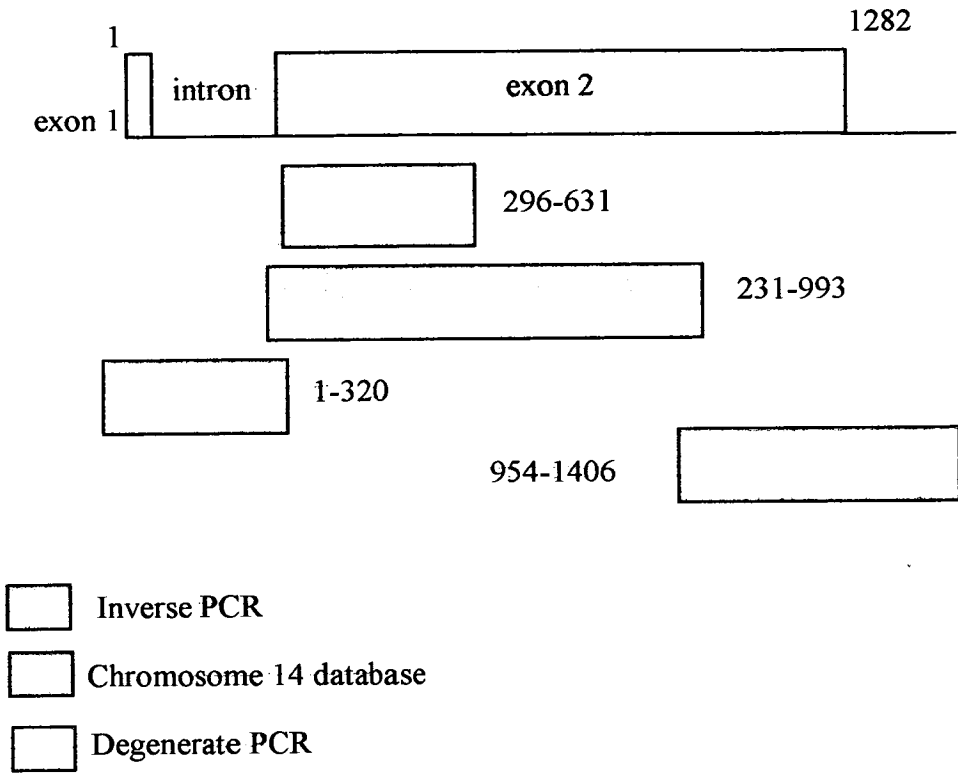 1
1282
intron
exon 2
exon 1
296-631
231-993
1-320
954-1406
Inverse PCR
Chromosome 14 database
Degenerate PCR